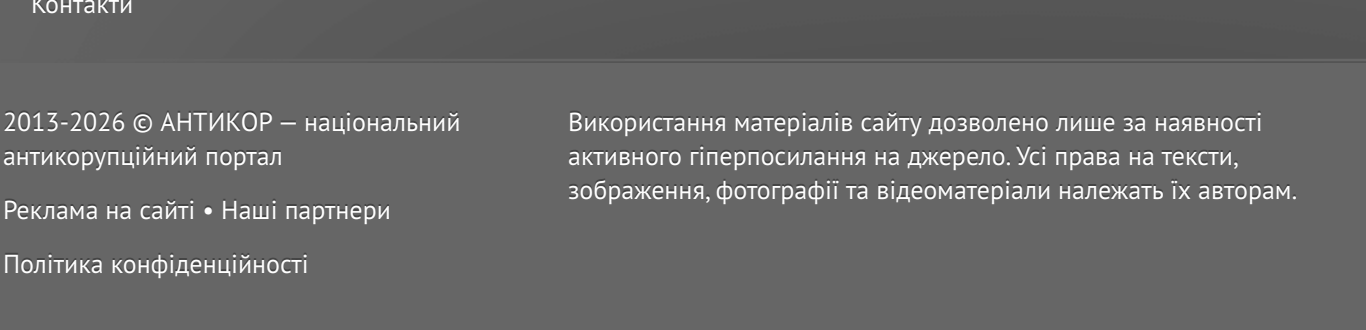 Контакти
2013-2026 © АНТИКОР — національний
антикорупційний портал
Реклама на сайті • Наші партнери
Політика конфіденційності
Використання матеріалів сайту дозволено лише за наявності
активного гіперпосилання на джерело. Усі права на тексти,
зображення, фотографії та відеоматеріали належать їх авторам.